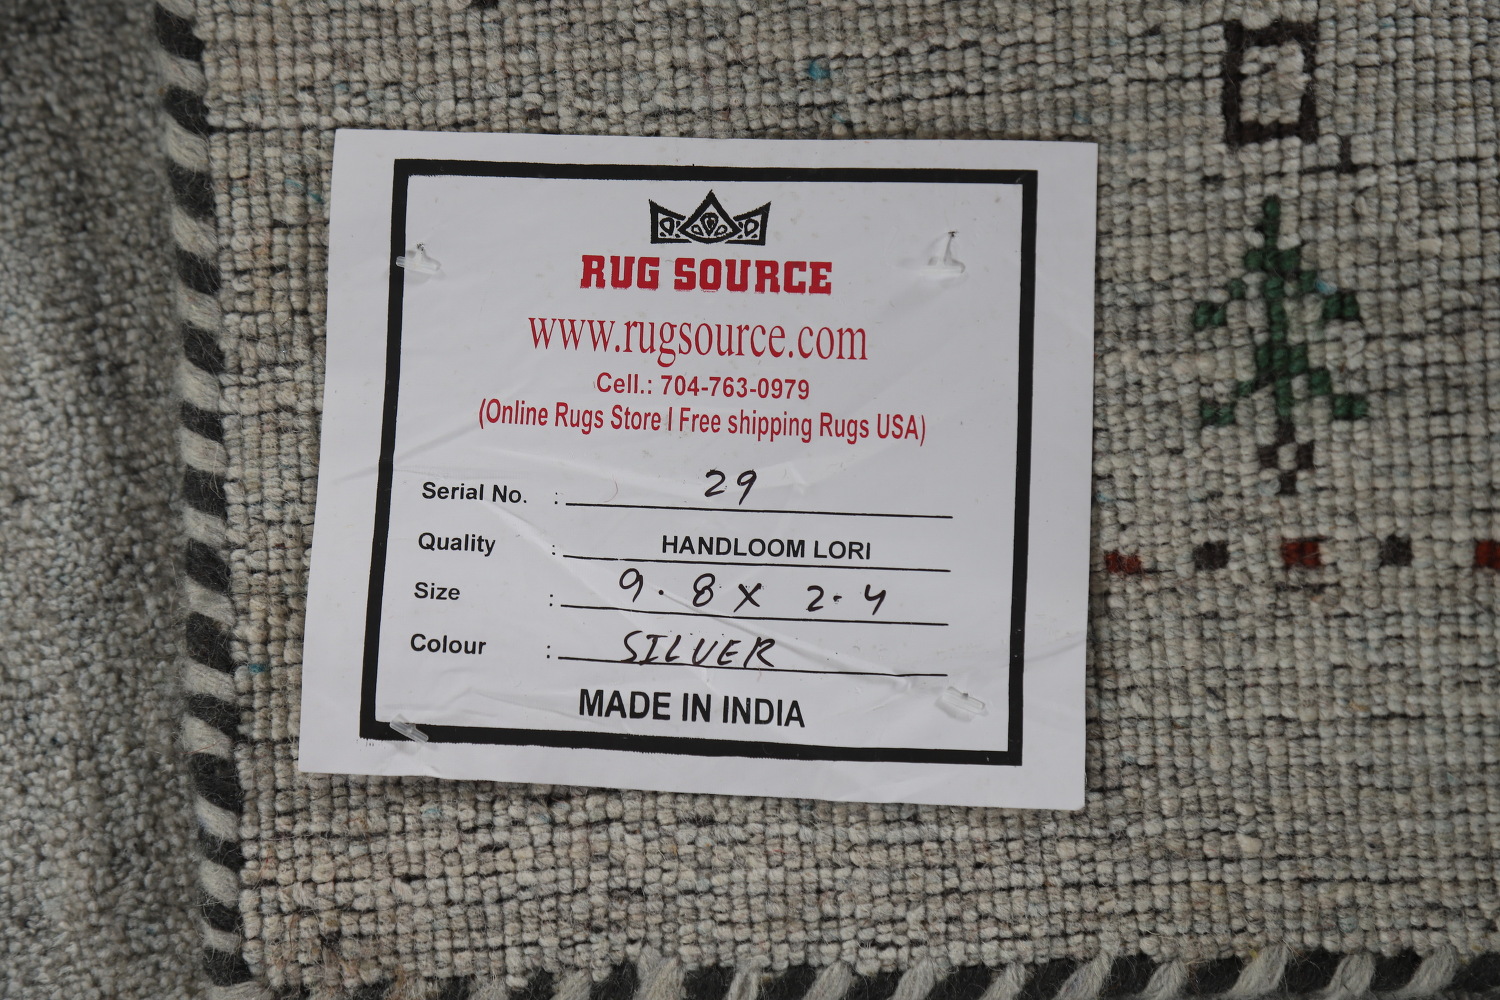 RUG SOURCE
www.rugsource.com
Cell.: 704-763-0979
(Online Rugs Store | Free shipping Rugs USA)
Serial No. : 29
Quality : HANDLOOM LORI
Size : 9.8 X 2.4
Colour : SILVER
MADE IN INDIA